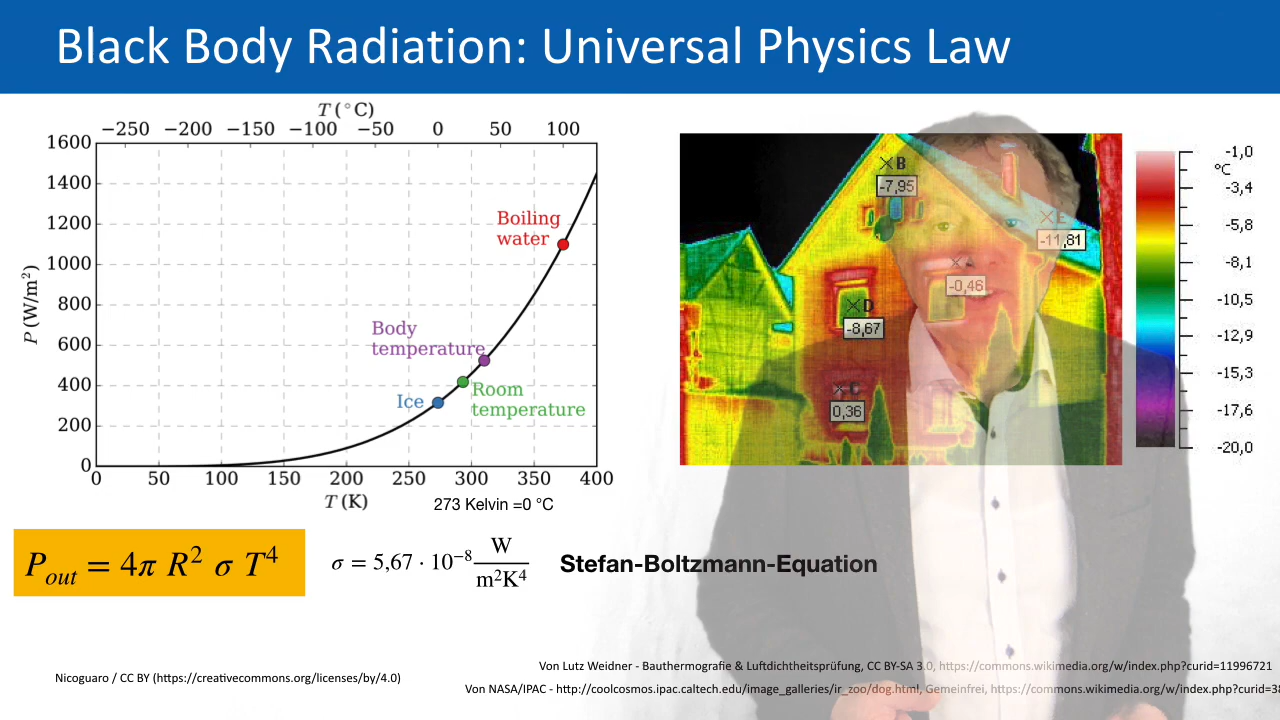 Black Body Radiation: Universal Physics Law
T (°C)
−250 −200 −150 −100 −50 0 50 100
1600
1400
1200
1000
800
600
400
200
0
P (W/m²)
Boiling
water
Body
temperature
Room
temperature
Ice
0 50 100 150 200 250 300 350 400
T (K)
273 Kelvin =0 °C
B
-7,95
E
-11,81
A
-0,46
D
-8,67
C
0,36
°C
-1,0
-3,4
-5,8
-8,1
-10,5
-12,9
-15,3
-17,6
-20,0
P_out = 4π R² σ T⁴
σ = 5,67 · 10⁻⁸ W/m²K⁴
Stefan-Boltzmann-Equation
Von Lutz Weidner - Bauthermografie & Luftdichtheitsprüfung, CC BY-SA 3.0, https://commons.wikimedia.org/w/index.php?curid=11996721
Nicoguaro / CC BY (https://creativecommons.org/licenses/by/4.0)
Von NASA/IPAC - http://coolcosmos.ipac.caltech.edu/image_galleries/ir_zoo/dog.html, Gemeinfrei, https://commons.wikimedia.org/w/index.php?curid=